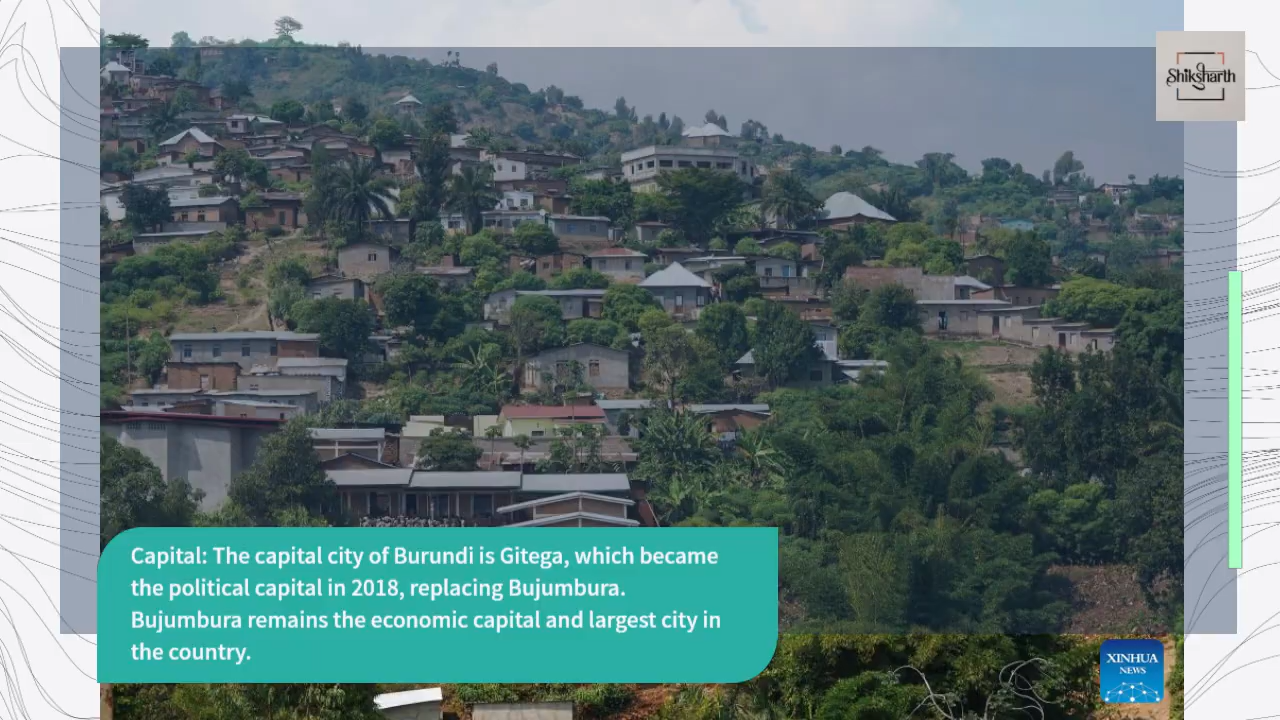 Shiksharth
Capital: The capital city of Burundi is Gitega, which became
the political capital in 2018, replacing Bujumbura.
Bujumbura remains the economic capital and largest city in
the country.
XINHUA
NEWS